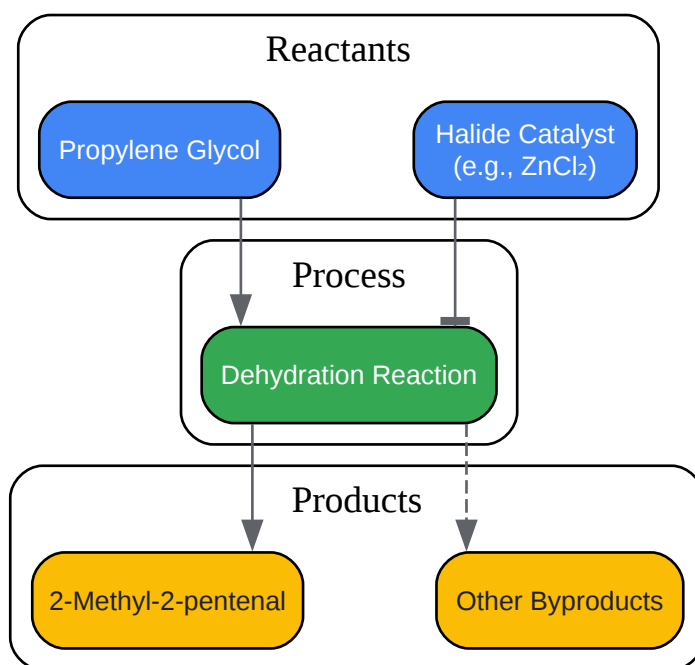 Reactants
Propylene Glycol
Halide Catalyst
(e.g., ZnCl₂)
Process
Dehydration Reaction
Products
2-Methyl-2-pentenal
Other Byproducts